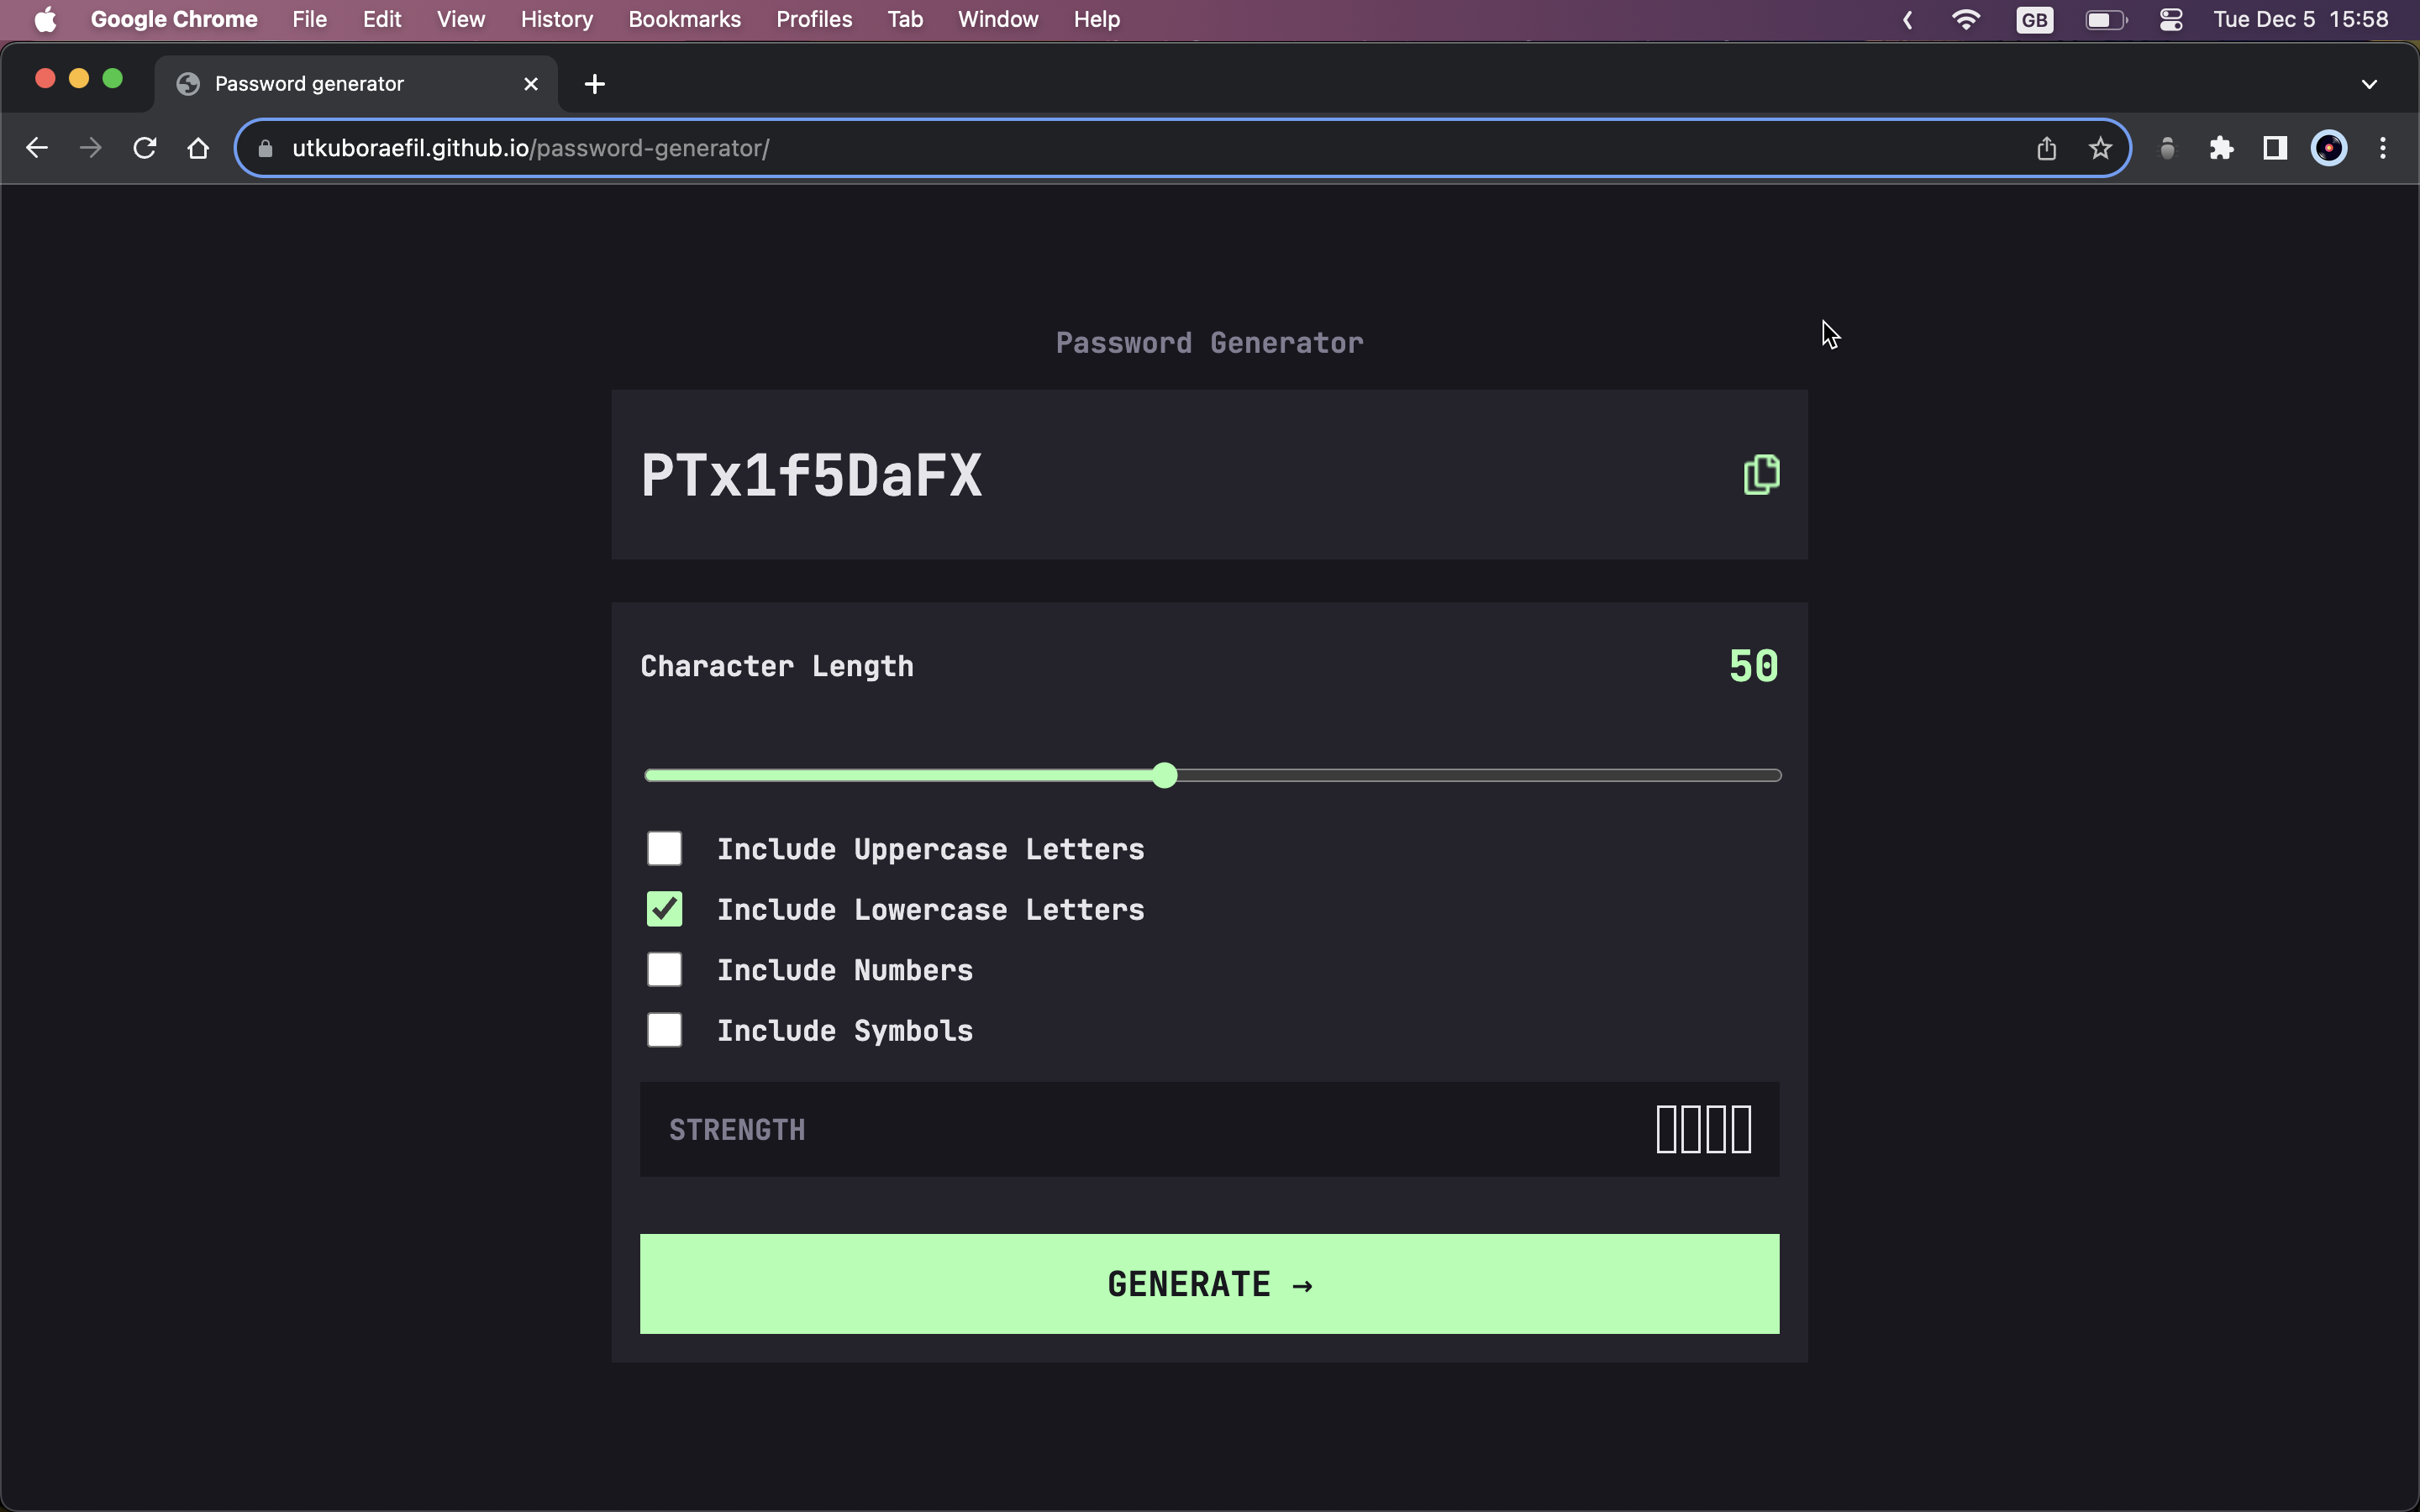 Google Chrome File Edit View History Bookmarks Profiles Tab Window Help GB Tue Dec 5 15:58
Password generator
utkuboraefil.github.io/password-generator/
Password Generator
PTx1f5DaFX
Character Length 50
Include Uppercase Letters
Include Lowercase Letters
Include Numbers
Include Symbols
STRENGTH
GENERATE →